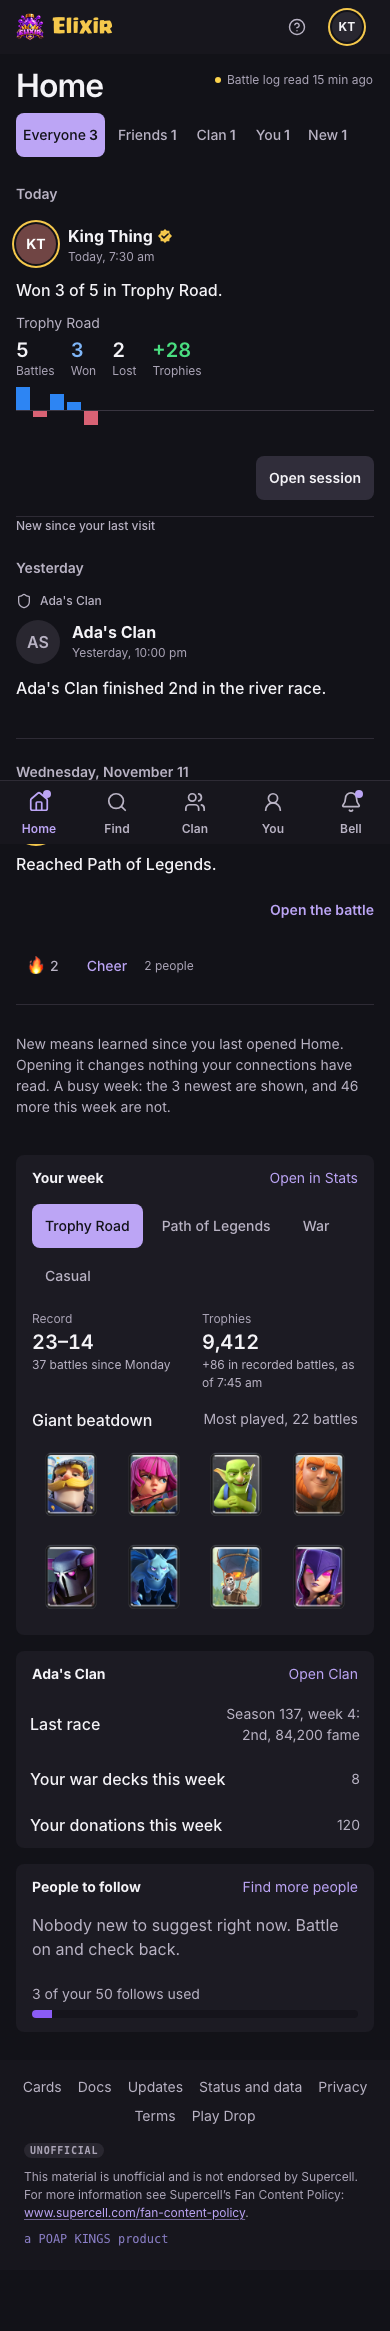 Elixir
KT
Home
Battle log read 15 min ago
Everyone 3
Friends 1
Clan 1
You 1
New 1
Today
KT
King Thing
Today, 7:30 am
Won 3 of 5 in Trophy Road.
Trophy Road
5
3
2
+28
Battles
Won
Lost
Trophies
Open session
New since your last visit
Yesterday
Ada's Clan
AS
Ada's Clan
Yesterday, 10:00 pm
Ada's Clan finished 2nd in the river race.
Wednesday, November 11
Home
Find
Clan
You
Bell
Reached Path of Legends.
Open the battle
2
Cheer
2 people
New means learned since you last opened Home.
Opening it changes nothing your connections have
read. A busy week: the 3 newest are shown, and 46
more this week are not.
Your week
Open in Stats
Trophy Road
Path of Legends
War
Casual
Record
Trophies
23–14
9,412
37 battles since Monday
+86 in recorded battles, as
of 7:45 am
Giant beatdown
Most played, 22 battles
Ada's Clan
Open Clan
Last race
Season 137, week 4:
2nd, 84,200 fame
Your war decks this week
8
Your donations this week
120
People to follow
Find more people
Nobody new to suggest right now. Battle
on and check back.
3 of your 50 follows used
Cards
Docs
Updates
Status and data
Privacy
Terms
Play Drop
UNOFFICIAL
This material is unofficial and is not endorsed by Supercell.
For more information see Supercell’s Fan Content Policy:
www.supercell.com/fan-content-policy.
a POAP KINGS product